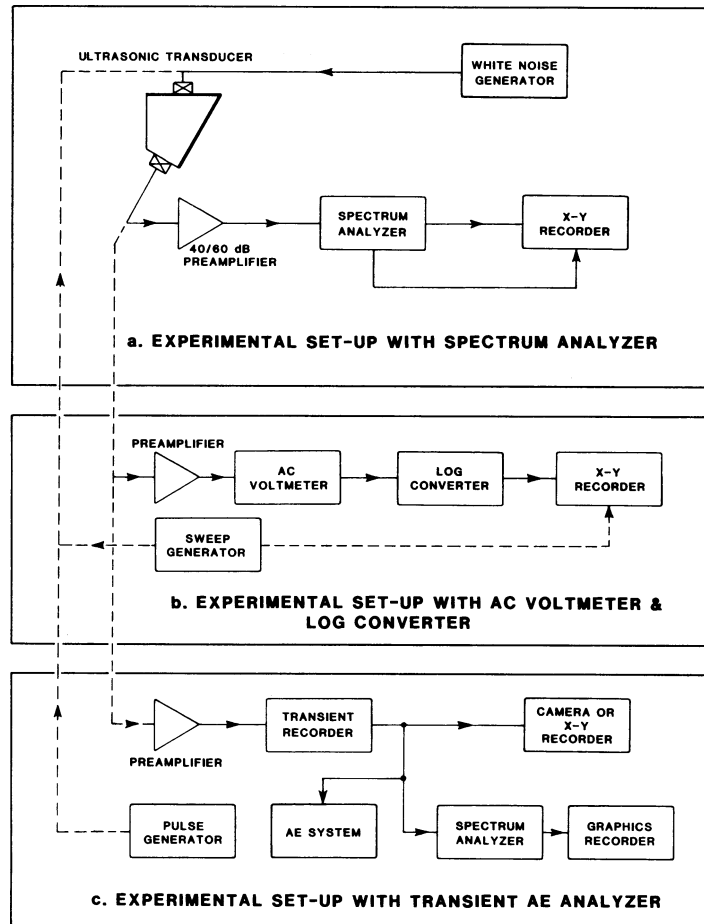 ULTRASONIC TRANSDUCER
WHITE NOISE
GENERATOR
SPECTRUM
ANALYZER
X-Y
RECORDER
40/60 dB
PREAMPLIFIER
a. EXPERIMENTAL SET-UP WITH SPECTRUM ANALYZER
PREAMPLIFIER
AC
VOLTMETER
LOG
CONVERTER
X-Y
RECORDER
SWEEP
GENERATOR
b. EXPERIMENTAL SET-UP WITH AC VOLTMETER &
LOG CONVERTER
TRANSIENT
RECORDER
CAMERA OR
X-Y
RECORDER
PREAMPLIFIER
PULSE
GENERATOR
AE SYSTEM
SPECTRUM
ANALYZER
GRAPHICS
RECORDER
c. EXPERIMENTAL SET-UP WITH TRANSIENT AE ANALYZER